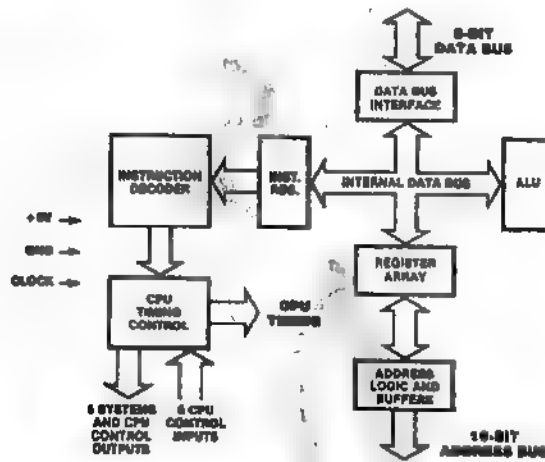 8-BIT
DATA BUS
DATA BUS
INTERFACE
INSTRUCTION
DECODER
INST.
REG.
INTERNAL DATA BUS
ALU
+5V
GND
CLOCK
REGISTER
ARRAY
CPU
TIMING
CONTROL
CPU
TIMING
ADDRESS
LOGIC AND
BUFFERS
SYSTEMS
AND CPU
CONTROL
OUTPUTS
CPU
CONTROL
INPUTS
16-BIT
ADDRESS BUS